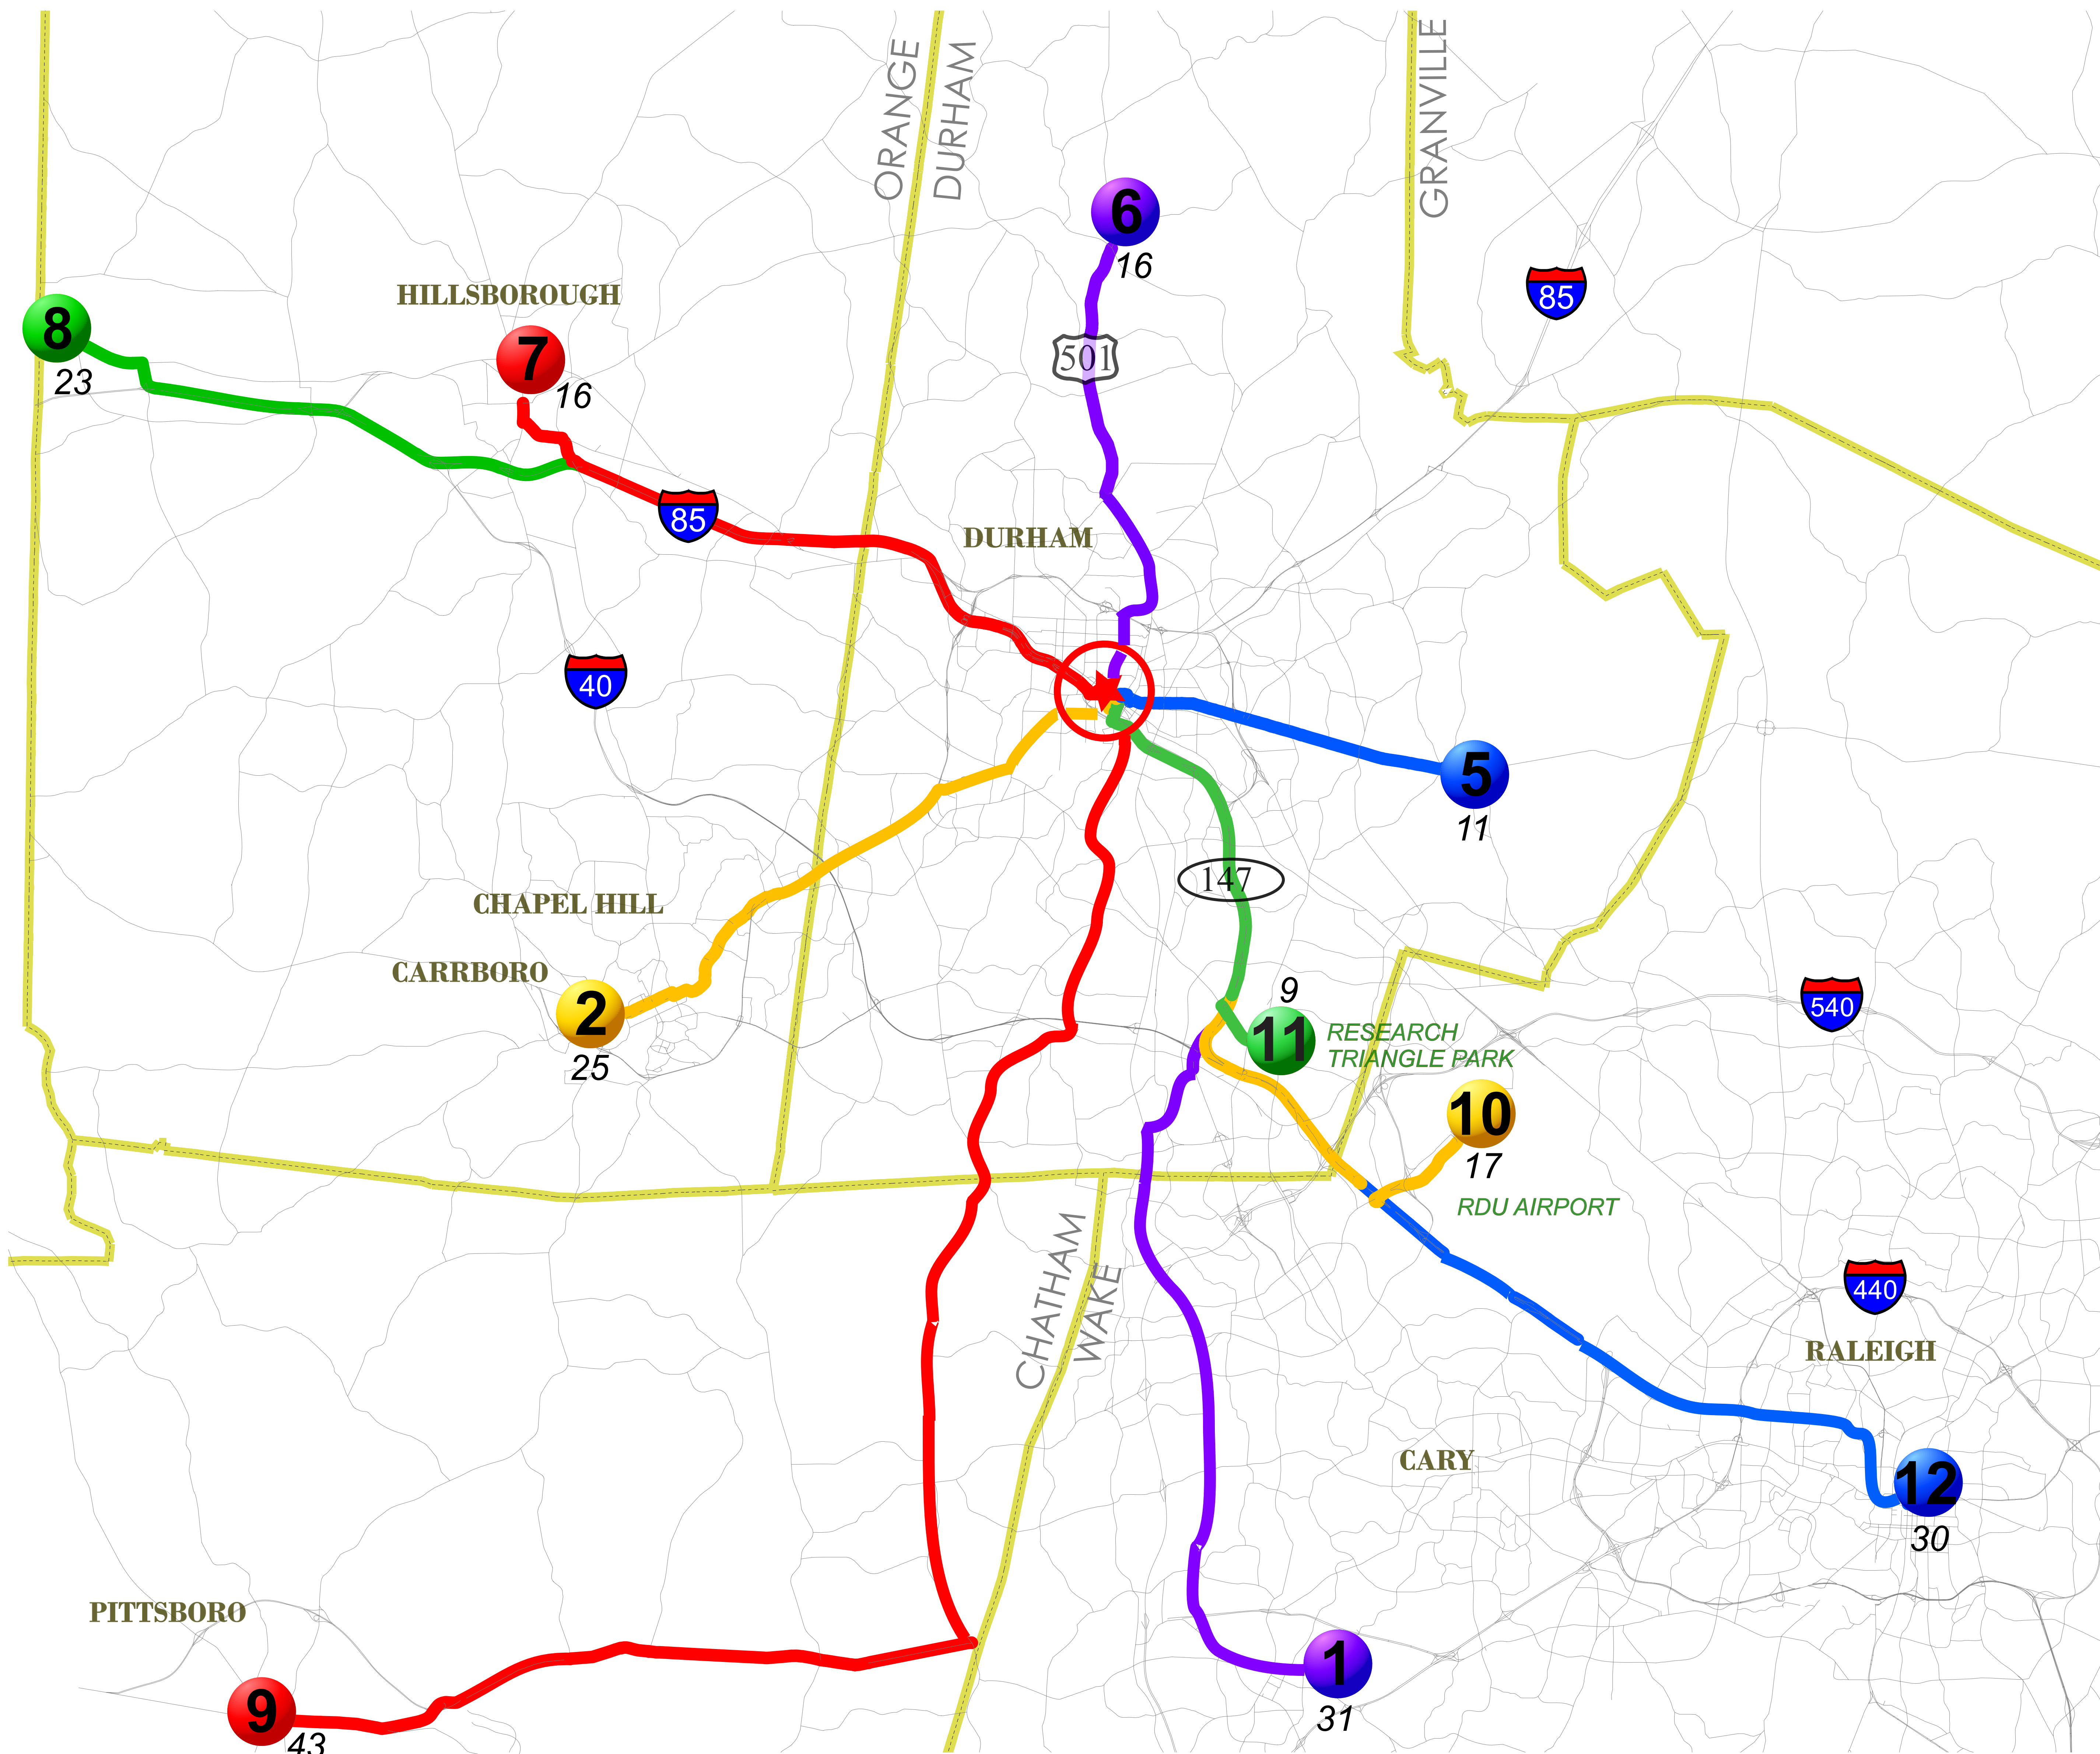 ORANGE
DURHAM
GRANVILLE
6
16
HILLSBOROUGH
85
8
23
7
16
501
85
DURHAM
40
5
11
147
CHAPEL HILL
CARRBORO
2
25
9
11
RESEARCH
TRIANGLE PARK
540
10
17
RDU AIRPORT
CHATHAM
WAKE
440
RALEIGH
CARY
12
30
PITTSBORO
9
43
1
31